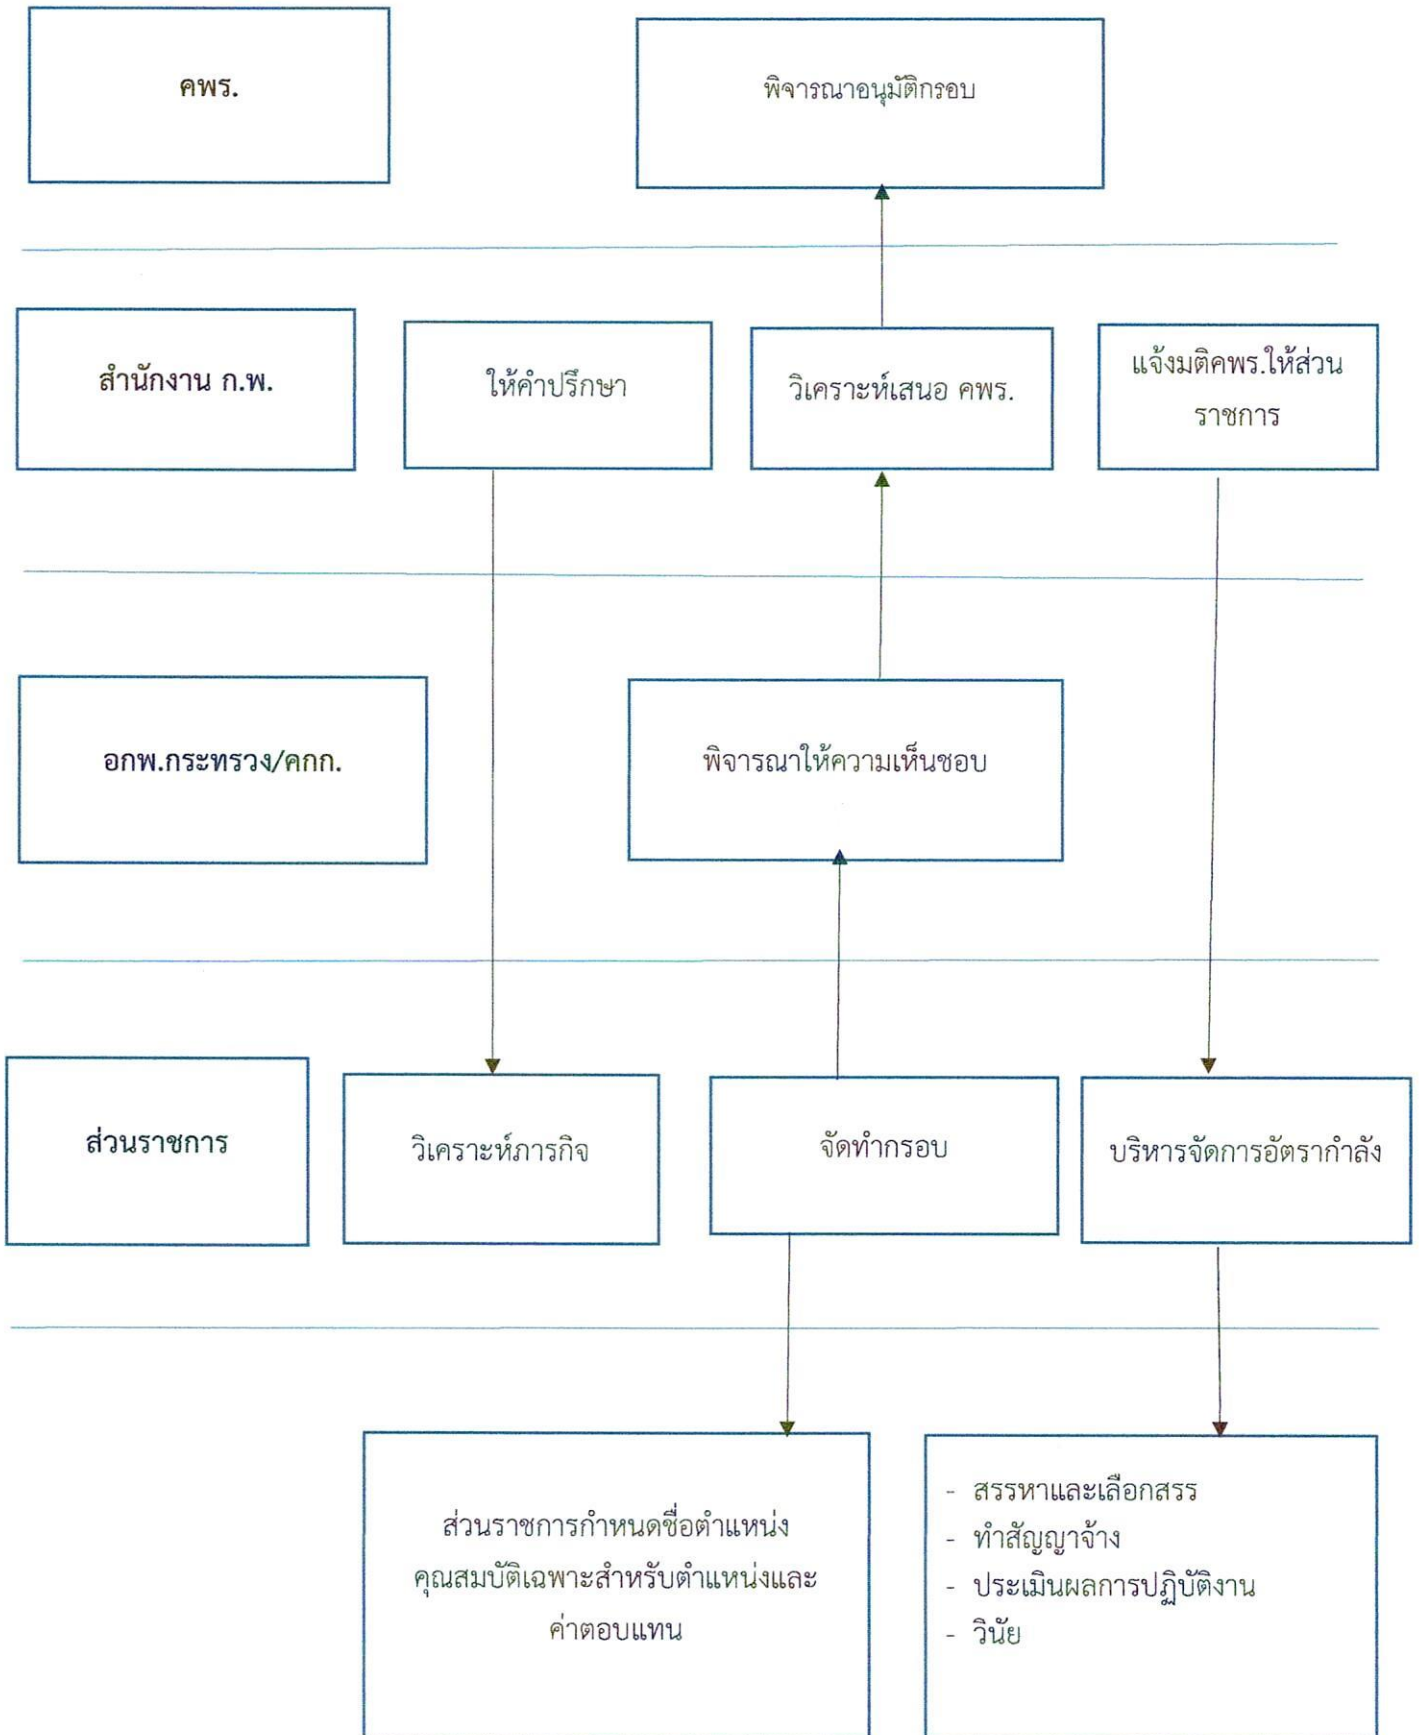 คพร.
พิจารณาอนุมัติกรอบ
สำนักงาน ก.พ.
ให้คำปรึกษา
วิเคราะห์เสนอ คพร.
แจ้งมติคพร.ให้ส่วน
ราชการ
อกพ.กระทรวง/คกก.
พิจารณาให้ความเห็นชอบ
ส่วนราชการ
วิเคราะห์ภารกิจ
จัดทำกรอบ
บริหารจัดการอัตรากำลัง
ส่วนราชการกำหนดชื่อตำแหน่ง
คุณสมบัติเฉพาะสำหรับตำแหน่งและ
ค่าตอบแทน
- สรรหาและเลือกสรร
- ทำสัญญาจ้าง
- ประเมินผลการปฏิบัติงาน
- วินัย